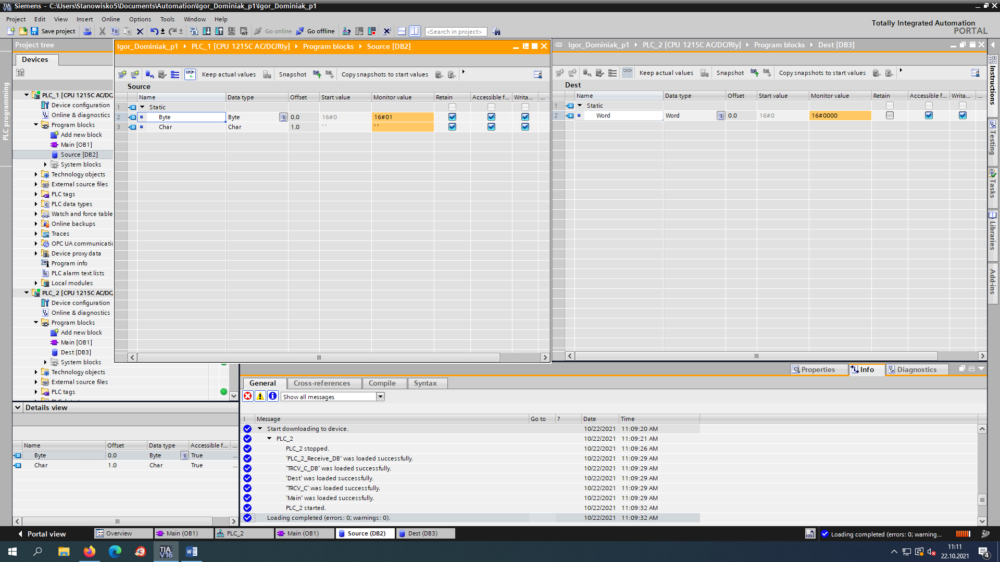 Siemens - C:\Users\Stanowisko5\Documents\Automation\Igor_Dominiak_p1\Igor_Dominiak_p1
Project Edit View Insert Online Options Tools Window Help
Totally Integrated Automation
PORTAL
Save project Go online Go offline <Search in project>
Project tree
Devices
PLC programming
PLC_1 [CPU 1215C AC/DC/
Device configuration
Online & diagnostics
Program blocks
Add new block
Main [OB1]
Source [DB2]
System blocks
Technology objects
External source files
PLC tags
PLC data types
Watch and force table
Online backups
Traces
OPC UA communicatio
Device proxy data
Program info
PLC alarm text lists
Local modules
PLC_2 [CPU 1215C AC/DC/
Device configuration
Online & diagnostics
Program blocks
Add new block
Main [OB1]
Dest [DB3]
System blocks
Technology objects
External source files
PLC tags
Igor_Dominiak_p1 PLC_1 [CPU 1215C AC/DC/Rly] Program blocks Source [DB2]
Keep actual values Snapshot Copy snapshots to start values
Source
Name Data type Offset Start value Monitor value Retain Accessible f... Writa... ...
1 Static
2 Byte Byte 0.0 16#0 16#01
3 Char Char 1.0 ' ' ' '
Igor_Dominiak_p1 PLC_2 [CPU 1215C AC/DC/Rly] Program blocks Dest [DB3]
Keep actual values Snapshot Copy snapshots to start values
Dest
Name Data type Offset Start value Monitor value Retain Accessible f... Writa... ...
1 Static
2 Word Word 0.0 16#0 16#0000
Instructions
Testing
Tasks
Libraries
Add-ins
Details view
Name Offset Data type Accessible f... ...
Byte 0.0 Byte True ...
Char 1.0 Char True ...
Properties Info Diagnostics
General Cross-references Compile Syntax
Show all messages
! Message Go to ? Date Time
Start downloading to device. 10/22/2021 11:09:20 AM
PLC_2 10/22/2021 11:09:21 AM
PLC_2 stopped. 10/22/2021 11:09:26 AM
'PLC_2_Receive_DB' was loaded successfully. 10/22/2021 11:09:29 AM
'TRCV_C_DB' was loaded successfully. 10/22/2021 11:09:29 AM
'Dest' was loaded successfully. 10/22/2021 11:09:29 AM
'TRCV_C' was loaded successfully. 10/22/2021 11:09:29 AM
'Main' was loaded successfully. 10/22/2021 11:09:29 AM
PLC_2 started. 10/22/2021 11:09:32 AM
Loading completed (errors: 0; warnings: 0). 10/22/2021 11:09:32 AM
Portal view Overview Main (OB1) PLC_2 Main (OB1) Source (DB2) Dest (DB3) Loading completed (errors: 0; warning...
TIA V16
11:11
22.10.2021
4